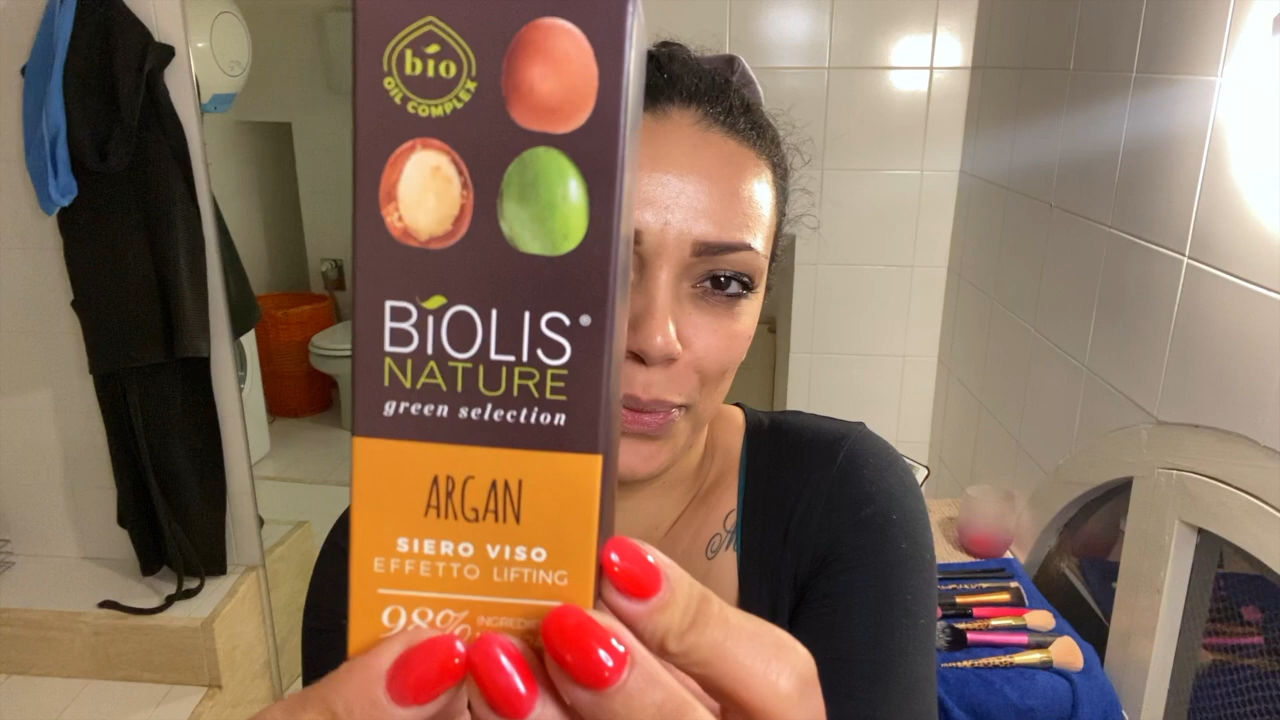 bio
OIL COMPLEX
BiOLIS®
NATURE
green selection
ARGAN
SIERO VISO
EFFETTO LIFTING
98%